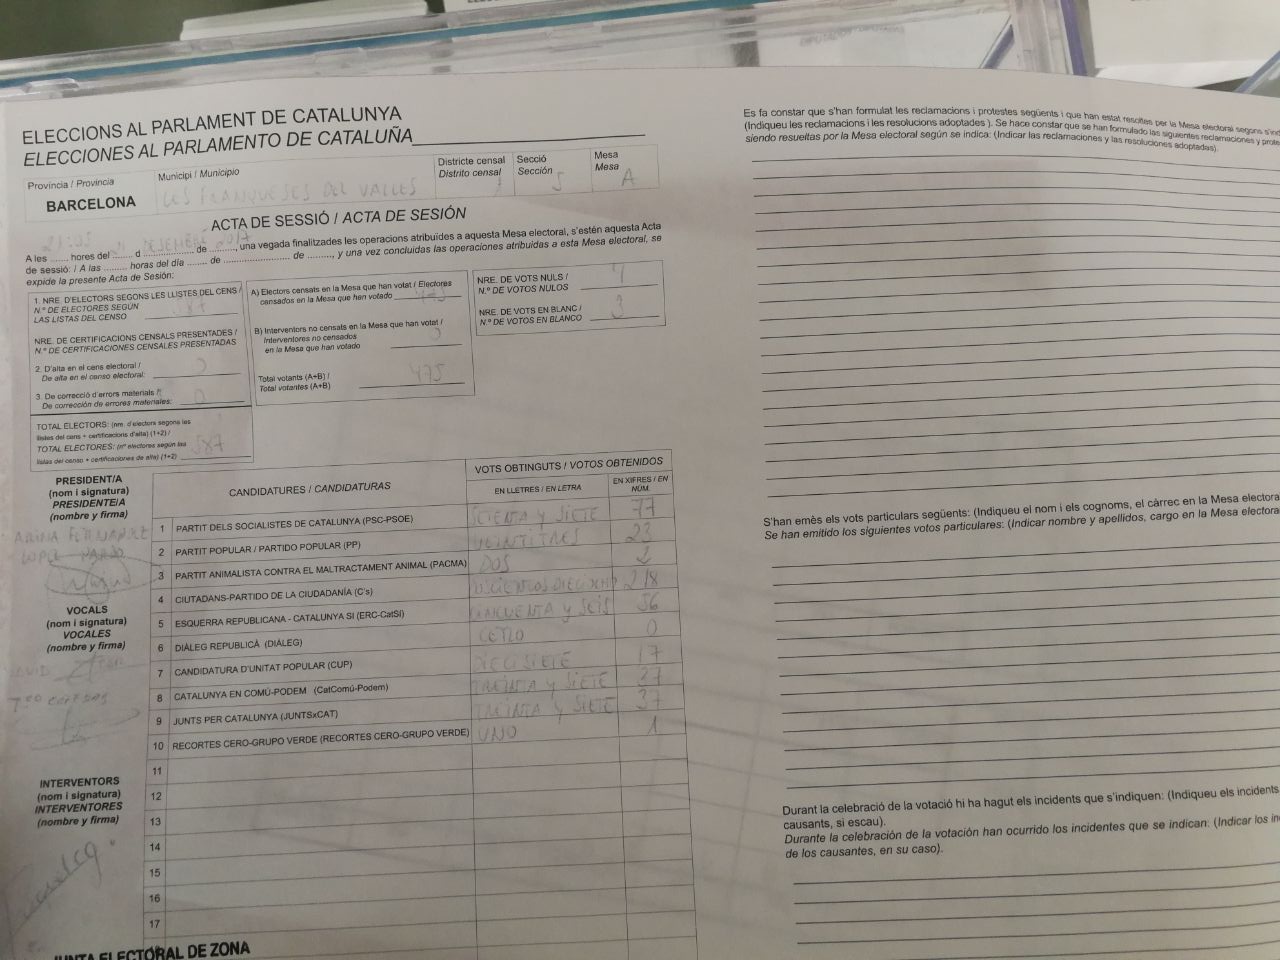 ELECCIONS AL PARLAMENT DE CATALUNYA
ELECCIONES AL PARLAMENTO DE CATALUÑA
Provincia / Provincia
BARCELONA
Municipi / Municipio
LES FRANQUESES DEL VALLES
Districte censal
Distrito censal
Secció
Sección
5
Mesa
Mesa
A
ACTA DE SESSIÓ / ACTA DE SESIÓN
21:05 DESEMBRE 2017
A les ....... hores del ...... d ...................... de ........., una vegada finalitzades les operacions atribuïdes a aquesta Mesa electoral, s'estén aquesta Acta
de sessió: / A las ......... horas del día ....... de ...................... de ........, y una vez concluidas las operaciones atribuidas a esta Mesa electoral, se
expide la presente Acta de Sesión:
1. NRE. D'ELECTORS SEGONS LES LLISTES DEL CENS /
N.º DE ELECTORES SEGÚN
LAS LISTAS DEL CENSO
NRE. DE CERTIFICACIONS CENSALS PRESENTADES /
N.º DE CERTIFICACIONES CENSALES PRESENTADAS
2. D'alta en el cens electoral /
De alta en el censo electoral:
3. De correcció d'errors materials /
De corrección de errores materiales: 0
TOTAL ELECTORS: (nre. d'electors segons les
llistes del cens + certificacions d'alta) (1+2) /
TOTAL ELECTORES: (nº electores según las
listas del censo + certificaciones de alta) (1+2) 587
A) Electors censats en la Mesa que han votat / Electores
censados en la Mesa que han votado 475
B) Interventors no censats en la Mesa que han votat /
Interventores no censados
en la Mesa que han votado 0
Total votants (A+B) /
Total votantes (A+B) 475
NRE. DE VOTS NULS /
N.º DE VOTOS NULOS
NRE. DE VOTS EN BLANC /
N.º DE VOTOS EN BLANCO 3
PRESIDENT/A
(nom i signatura)
PRESIDENTE/A
(nombre y firma)
VOCALS
(nom i signatura)
VOCALES
(nombre y firma)
INTERVENTORS
(nom i signatura)
INTERVENTORES
(nombre y firma)
CANDIDATURES / CANDIDATURAS
VOTS OBTINGUTS / VOTOS OBTENIDOS
EN LLETRES / EN LETRA
EN XIFRES / EN NÚM.
1 PARTIT DELS SOCIALISTES DE CATALUNYA (PSC-PSOE) SETENTA Y SIETE 77
2 PARTIT POPULAR / PARTIDO POPULAR (PP) VEINTITRES 23
3 PARTIT ANIMALISTA CONTRA EL MALTRACTAMENT ANIMAL (PACMA) DOS 2
4 CIUTADANS-PARTIDO DE LA CIUDADANÍA (C's) 218
5 ESQUERRA REPUBLICANA - CATALUNYA SI (ERC-CatSí) CINCUENTA Y SEIS 56
6 DIÀLEG REPUBLICÀ (DIÀLEG) CERO 0
7 CANDIDATURA D'UNITAT POPULAR (CUP) DIECISIETE 17
8 CATALUNYA EN COMÚ-PODEM (CatComú-Podem) TREINTA Y SIETE 37
9 JUNTS PER CATALUNYA (JUNTSxCAT) TREINTA Y SIETE 37
10 RECORTES CERO-GRUPO VERDE (RECORTES CERO-GRUPO VERDE) UNO 1
11
12
13
14
15
16
17
JUNTA ELECTORAL DE ZONA
Es fa constar que s'han formulat les reclamacions i protestes següents i que han estat resoltes per la Mesa electoral segons s'indi
(Indiqueu les reclamacions i les resolucions adoptades ). Se hace constar que se han formulado las siguientes reclamaciones y prote
siendo resueltas por la Mesa electoral según se indica: (Indicar las reclamaciones y las resoluciones adoptadas).
S'han emès els vots particulars següents: (Indiqueu el nom i els cognoms, el càrrec en la Mesa electora
Se han emitido los siguientes votos particulares: (Indicar nombre y apellidos, cargo en la Mesa electora
Durant la celebració de la votació hi ha hagut els incidents que s'indiquen: (Indiqueu els incidents
causants, si escau).
Durante la celebración de la votación han ocurrido los incidentes que se indican: (Indicar los in
de los causantes, en su caso).